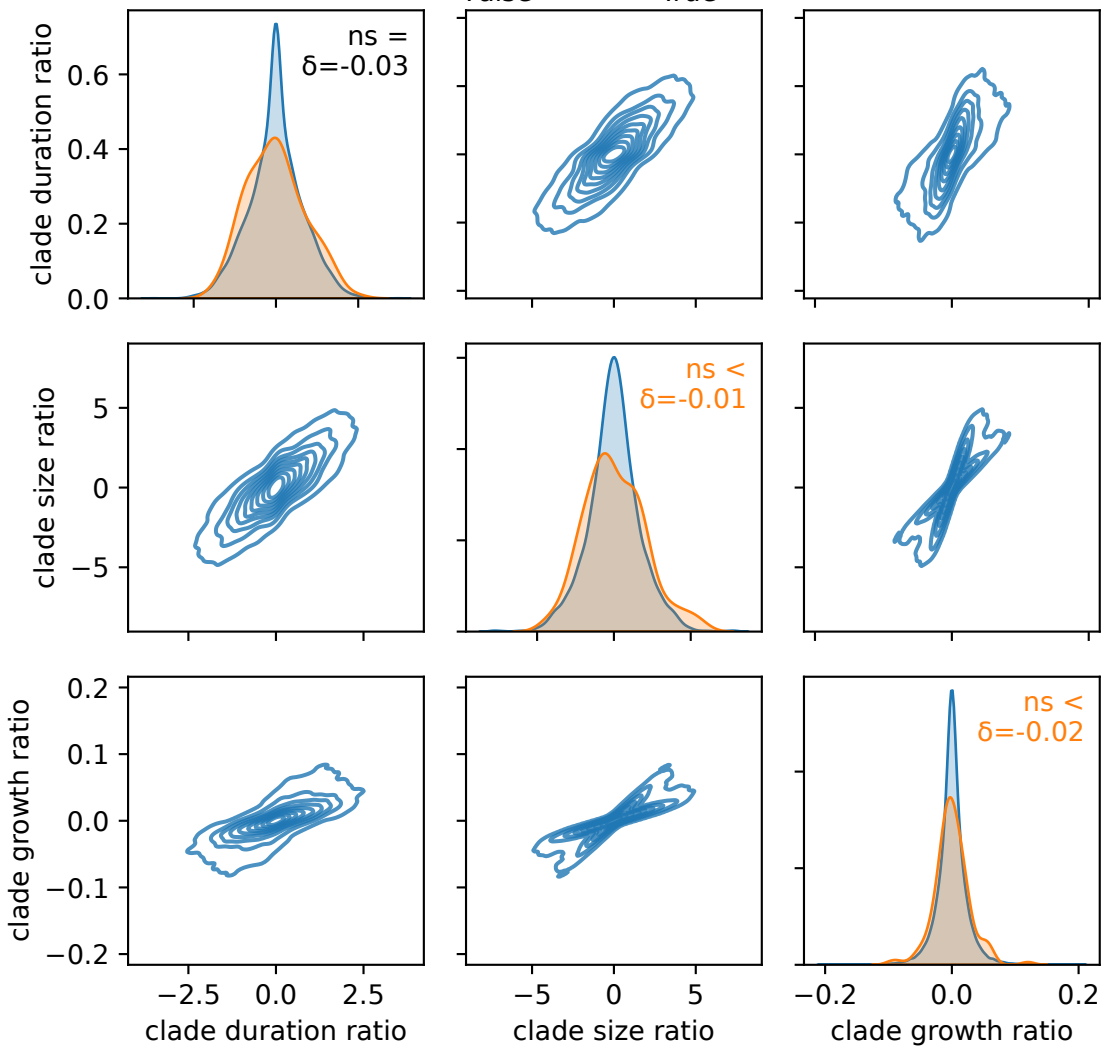 False True
ns =
δ=-0.03
clade duration ratio
0.6
0.4
0.2
0.0
ns <
δ=-0.01
clade size ratio
5
0
−5
ns <
δ=-0.02
clade growth ratio
0.2
0.1
0.0
−0.1
−0.2
−2.5 0.0 2.5
−5 0 5
−0.2 0.0 0.2
clade duration ratio
clade size ratio
clade growth ratio